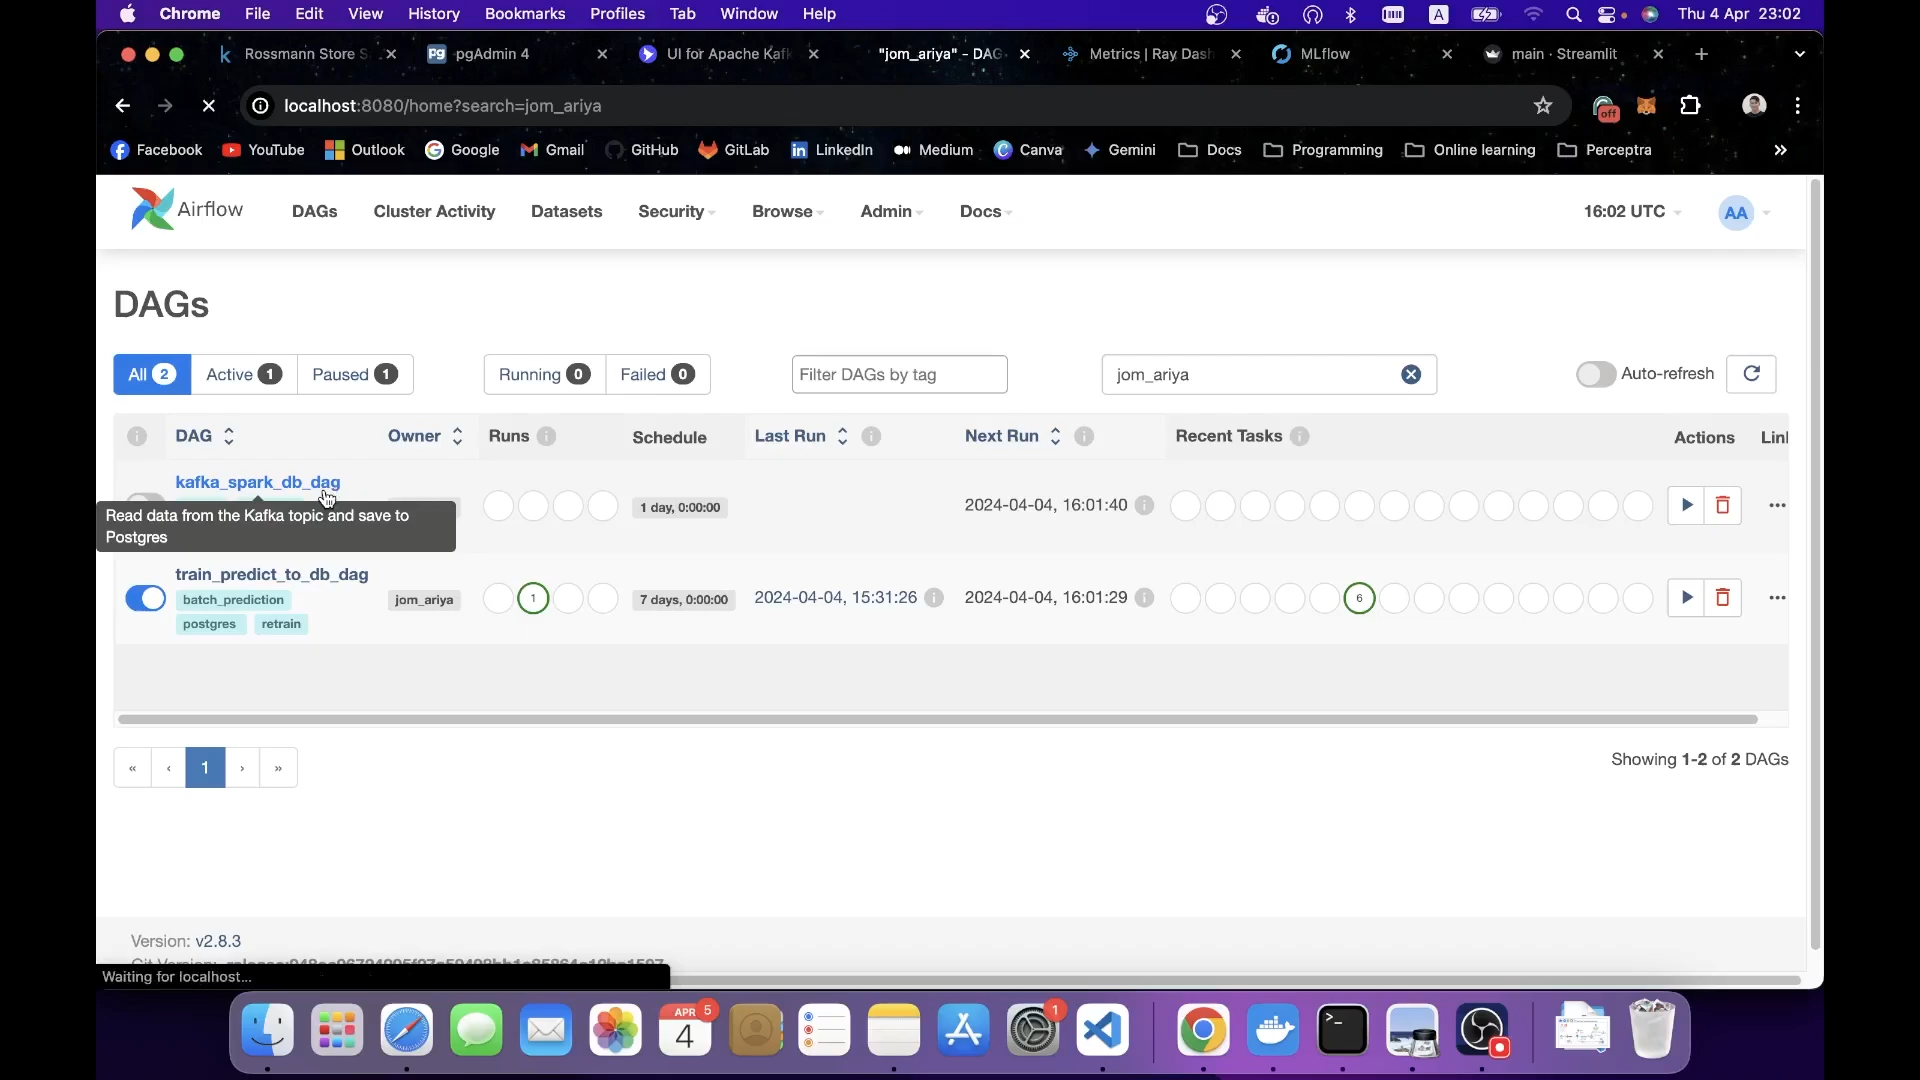 Chrome File Edit View History Bookmarks Profiles Tab Window Help A Thu 4 Apr 23:02
Rossmann Store S pgAdmin 4 UI for Apache Kafk "jom_ariya" - DAG Metrics | Ray Dash MLflow main · Streamlit
localhost:8080/home?search=jom_ariya off
Facebook YouTube Outlook Google Gmail GitHub GitLab LinkedIn Medium Canva Gemini Docs Programming Online learning Perceptra »
Airflow DAGs Cluster Activity Datasets Security Browse Admin Docs 16:02 UTC AA
DAGs
All 2 Active 1 Paused 1 Running 0 Failed 0 Filter DAGs by tag jom_ariya Auto-refresh
DAG Owner Runs Schedule Last Run Next Run Recent Tasks Actions Lin
kafka_spark_db_dag
1 day, 0:00:00 2024-04-04, 16:01:40
Read data from the Kafka topic and save to
Postgres
train_predict_to_db_dag
batch_prediction jom_ariya 1 7 days, 0:00:00 2024-04-04, 15:31:26 2024-04-04, 16:01:29 6
postgres retrain
« ‹ 1 › » Showing 1-2 of 2 DAGs
Version: v2.8.3
Waiting for localhost...
APR 5
4
1